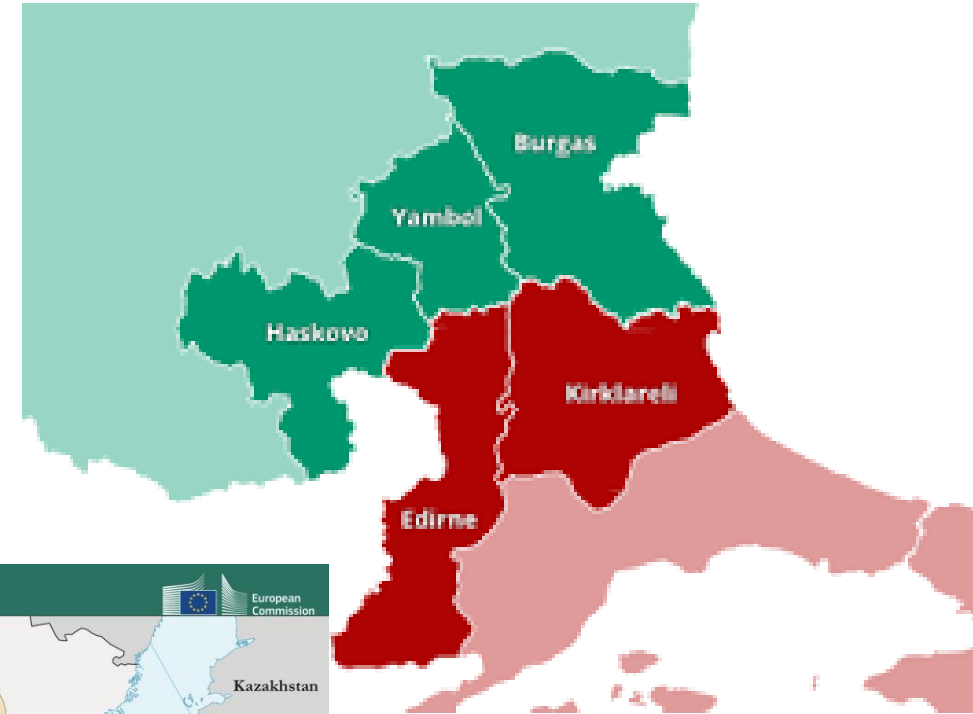 Burgas
Yambol
Haskovo
Kirklareli
Edirne
European
Commission
Kazakhstan